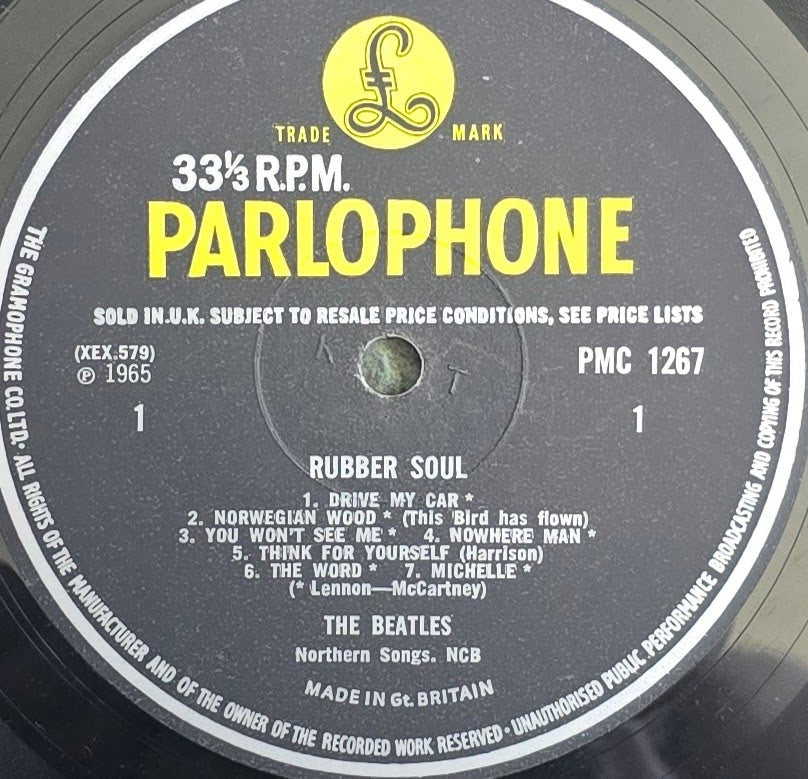 £
TRADE MARK
33⅓ R.P.M.
PARLOPHONE
SOLD IN.U.K. SUBJECT TO RESALE PRICE CONDITIONS, SEE PRICE LISTS
(XEX.579)
℗ 1965
PMC 1267
1 1
K T
RUBBER SOUL
1. DRIVE MY CAR *
2. NORWEGIAN WOOD * (This Bird has flown)
3. YOU WON'T SEE ME * 4. NOWHERE MAN *
5. THINK FOR YOURSELF (Harrison)
6. THE WORD * 7. MICHELLE *
(* Lennon—McCartney)
THE BEATLES
Northern Songs. NCB
MADE IN Gt. BRITAIN
THE GRAMOPHONE CO. LTD. · ALL RIGHTS OF THE MANUFACTURER AND OF THE OWNER OF THE RECORDED WORK RESERVED · UNAUTHORISED PUBLIC PERFORMANCE BROADCASTING AND COPYING OF THIS RECORD PROHIBITED